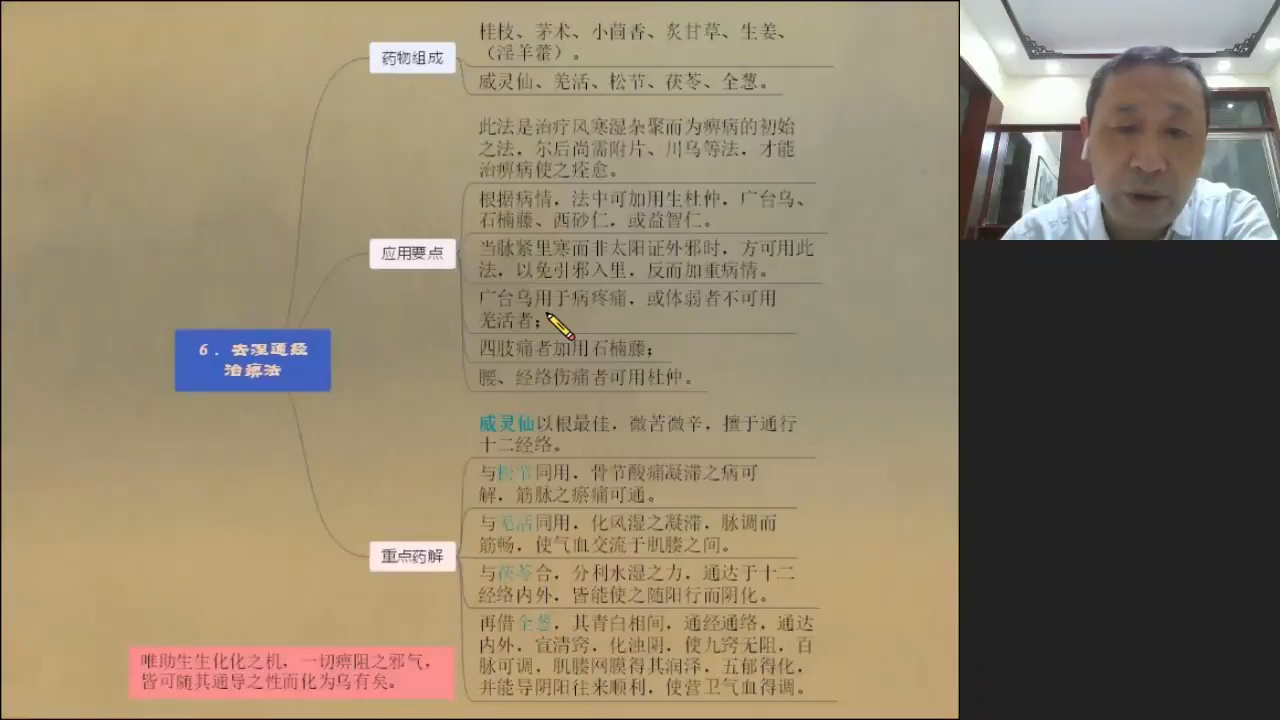 药物组成
桂枝、茅术、小茴香、炙甘草、生姜、
（淫羊藿）。
威灵仙、羌活、松节、茯苓、全葱。
应用要点
此法是治疗风寒湿杂聚而为痹病的初始
之法，尔后尚需附片、川乌等法，才能
治痹病使之痊愈。
根据病情，法中可加用生杜仲，广台乌、
石楠藤、西砂仁，或益智仁。
当脉紧里寒而非太阳证外邪时，方可用此
法，以免引邪入里，反而加重病情。
广台乌用于病疼痛，或体弱者不可用
羌活者；
四肢痛者加用石楠藤；
腰、经络伤痛者可用杜仲。
6．去湿通经
治痹法
重点药解
威灵仙以根最佳，微苦微辛，擅于通行
十二经络。
与松节同用，骨节酸痛凝滞之病可
解，筋脉之瘀痛可通。
与羌活同用，化风湿之凝滞，脉调而
筋畅，使气血交流于肌腠之间。
与茯苓合，分利水湿之力，通达于十二
经络内外，皆能使之随阳行而阴化。
再借全葱，其青白相间，通经通络，通达
内外，宣清窍，化浊阴，使九窍无阻，百
脉可调，肌腠网膜得其润泽，五郁得化，
并能导阴阳往来顺利，使营卫气血得调。
唯助生生化化之机，一切痹阻之邪气，
皆可随其通导之性而化为乌有矣。